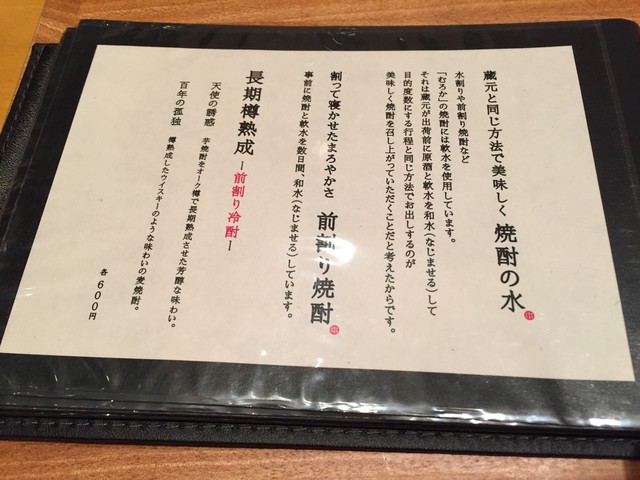 蔵元と同じ方法で美味しく 焼酎の水
水割りや前割り焼酎など
「むろか」の焼酎には軟水を使用しています。
それは蔵元が出荷前に原酒と軟水を和水(なじませる)して
目的度数にする行程と同じ方法でお出しするのが
美味しく焼酎を召し上がっていただくことだと考えたからです。
割って寝かせたまろやかさ 前割り焼酎
事前に焼酎と軟水を数日間、和水(なじませる)しています。
長期樽熟成 ー前割り冷酎ー
天使の誘惑 芋焼酎をオーク樽で長期熟成させた芳醇な味わい。
百年の孤独 樽熟成したウイスキーのような味わいの麦焼酎。
各600円